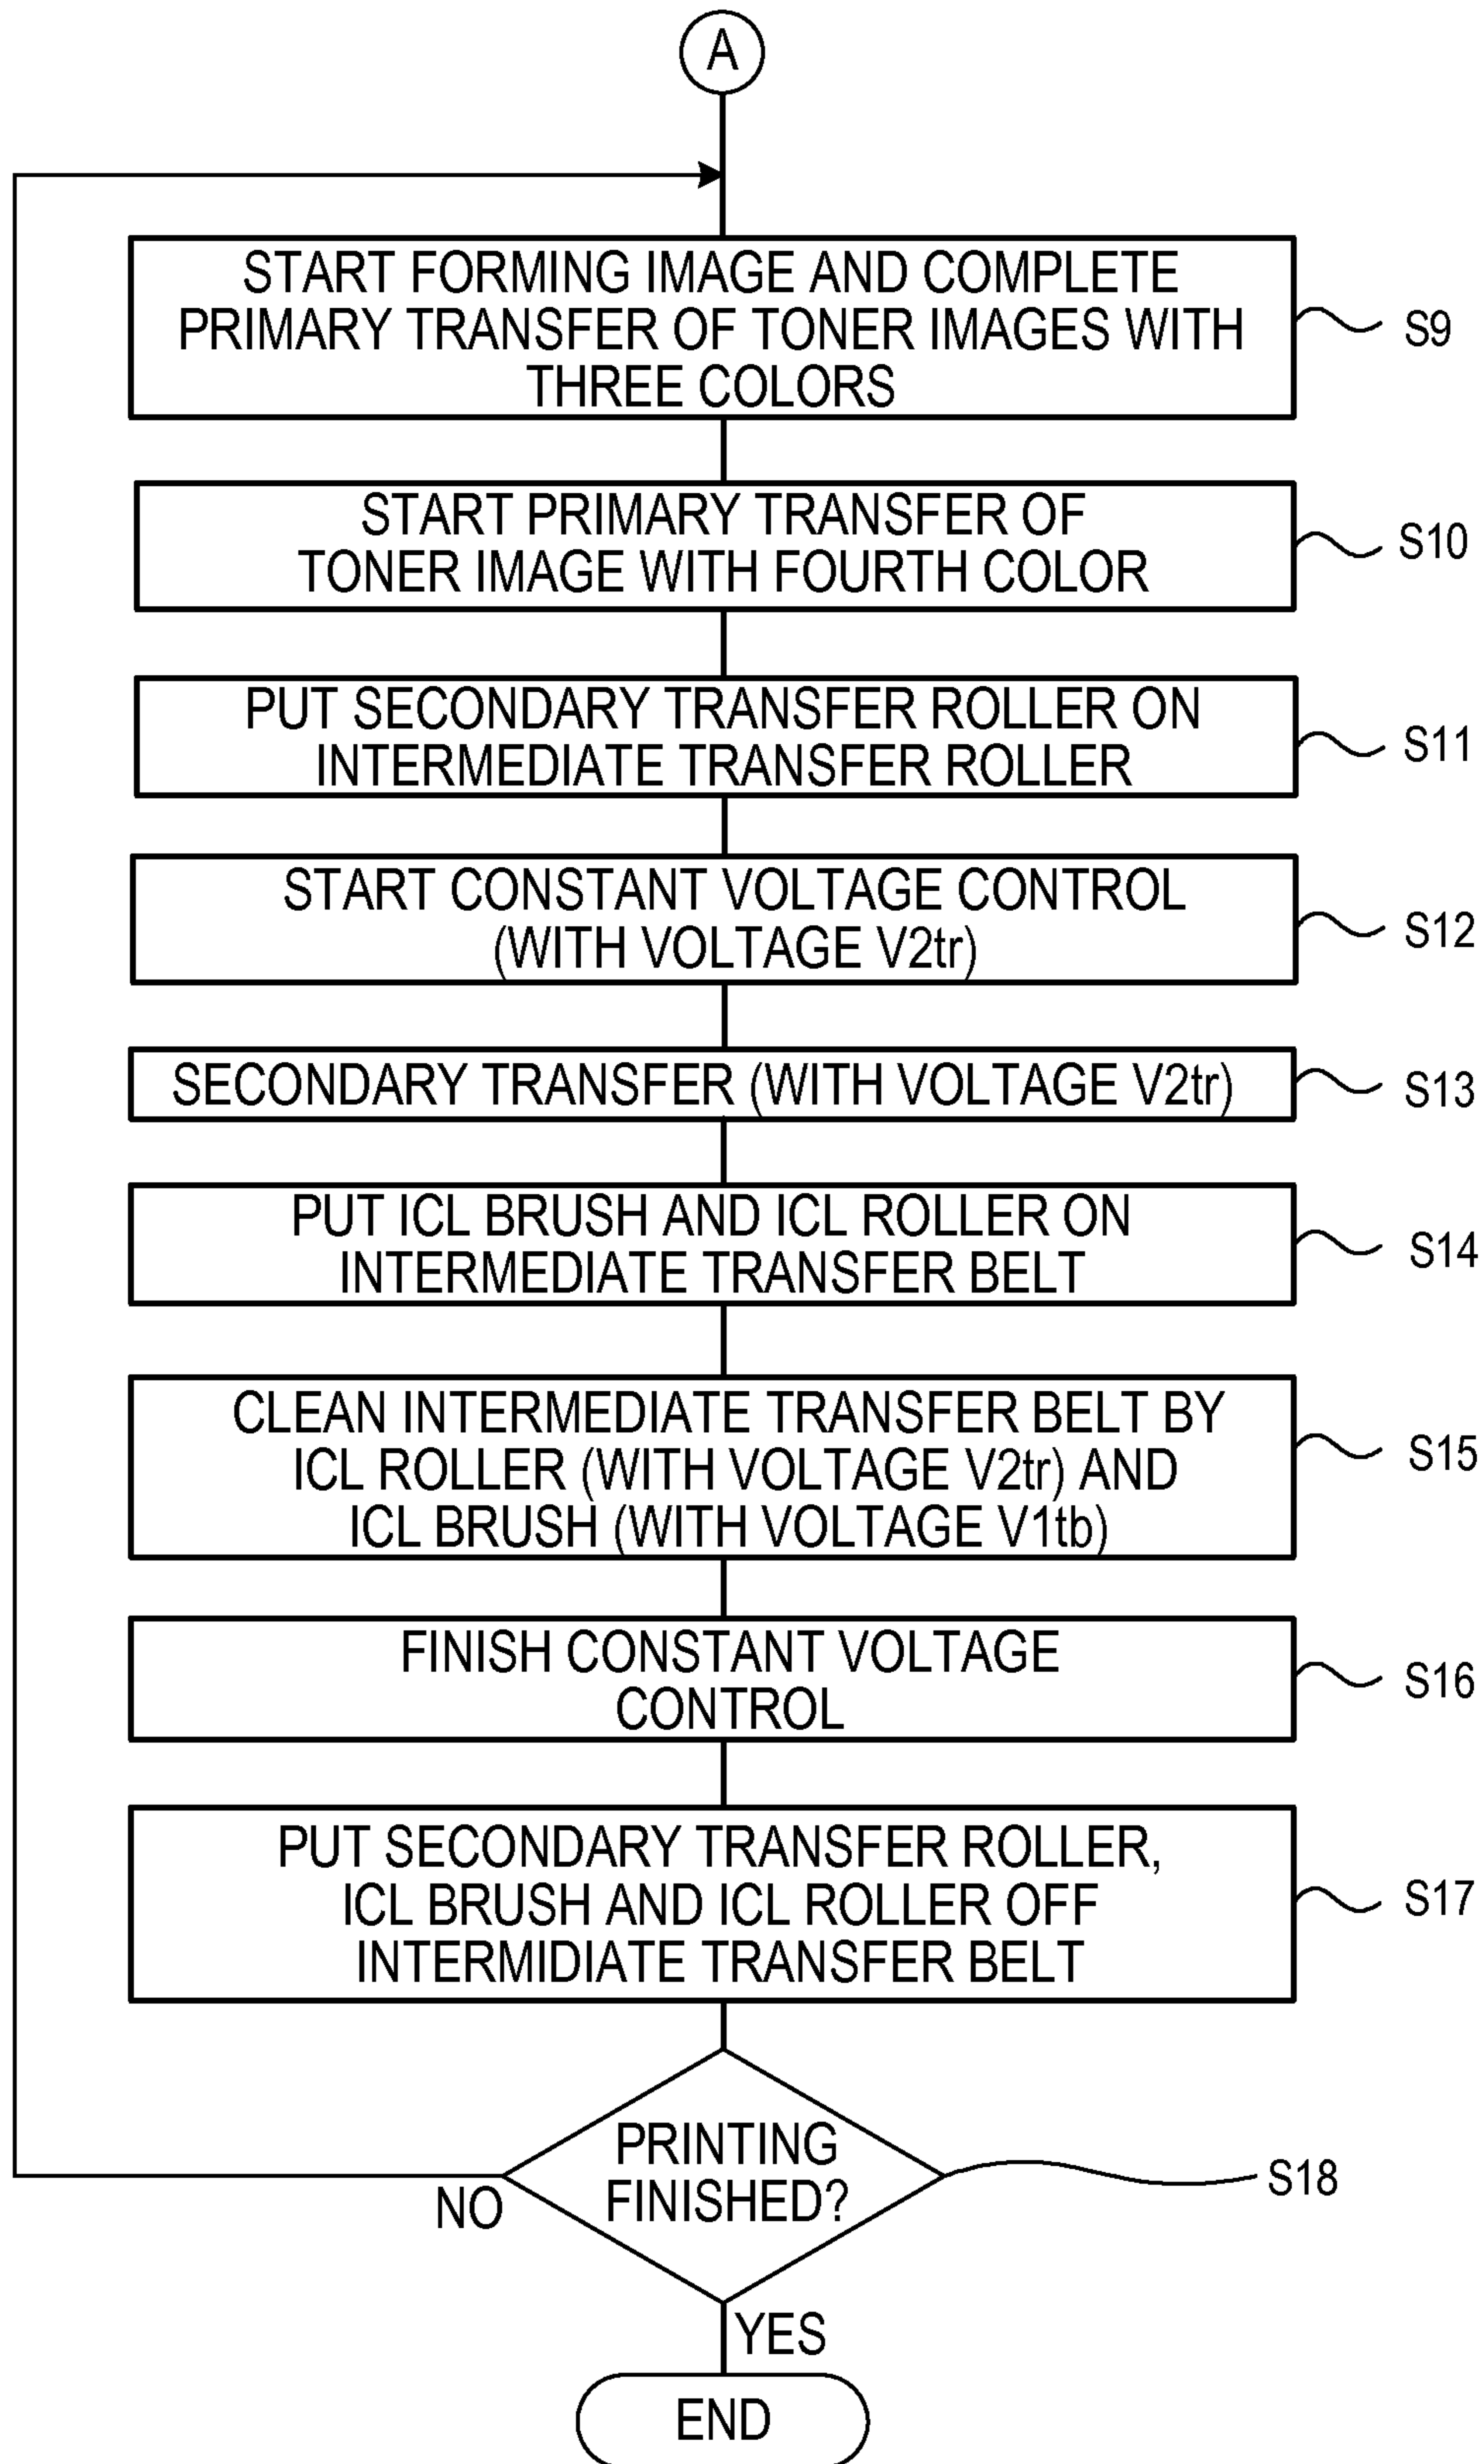 A
START FORMING IMAGE AND COMPLETE
PRIMARY TRANSFER OF TONER IMAGES WITH
THREE COLORS
S9
START PRIMARY TRANSFER OF
TONER IMAGE WITH FOURTH COLOR
S10
PUT SECONDARY TRANSFER ROLLER ON
INTERMEDIATE TRANSFER ROLLER
S11
START CONSTANT VOLTAGE CONTROL
(WITH VOLTAGE V2tr)
S12
SECONDARY TRANSFER (WITH VOLTAGE V2tr)
S13
PUT ICL BRUSH AND ICL ROLLER ON
INTERMEDIATE TRANSFER BELT
S14
CLEAN INTERMEDIATE TRANSFER BELT BY
ICL ROLLER (WITH VOLTAGE V2tr) AND
ICL BRUSH (WITH VOLTAGE V1tb)
S15
FINISH CONSTANT VOLTAGE
CONTROL
S16
PUT SECONDARY TRANSFER ROLLER,
ICL BRUSH AND ICL ROLLER OFF
INTERMIDIATE TRANSFER BELT
S17
PRINTING
FINISHED?
S18
NO
YES
END